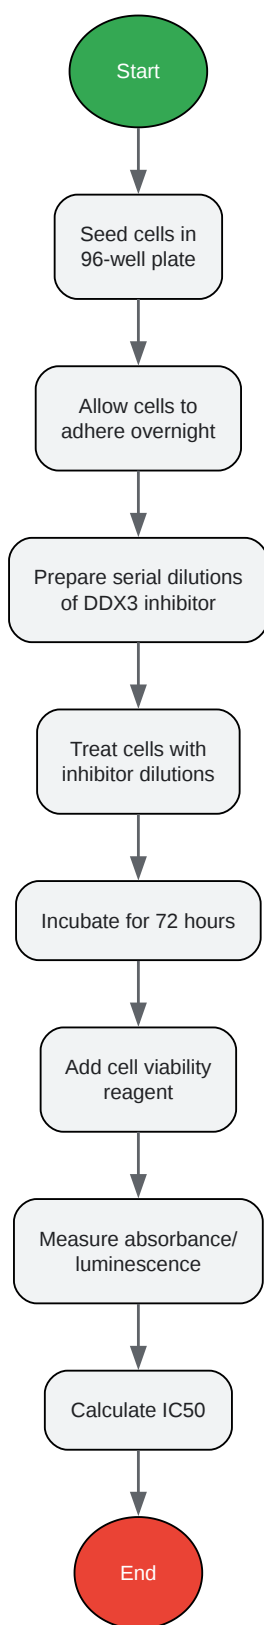 Start
Seed cells in
96-well plate
Allow cells to
adhere overnight
Prepare serial dilutions
of DDX3 inhibitor
Treat cells with
inhibitor dilutions
Incubate for 72 hours
Add cell viability
reagent
Measure absorbance/
luminescence
Calculate IC50
End